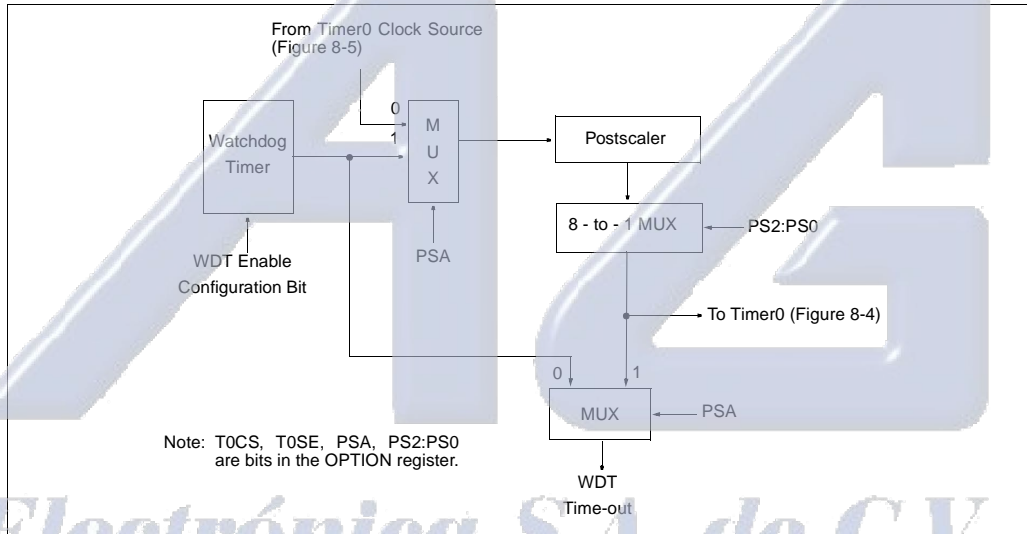 From Timer0 Clock Source
(Figure 8-5)
0
1
M
U
X
Watchdog
Timer
Postscaler
8 - to - 1 MUX
PS2:PS0
PSA
WDT Enable
Configuration Bit
To Timer0 (Figure 8-4)
0
1
MUX
PSA
Note: T0CS, T0SE, PSA, PS2:PS0
are bits in the OPTION register.
WDT
Time-out
Electrónica S.A. de C.V.